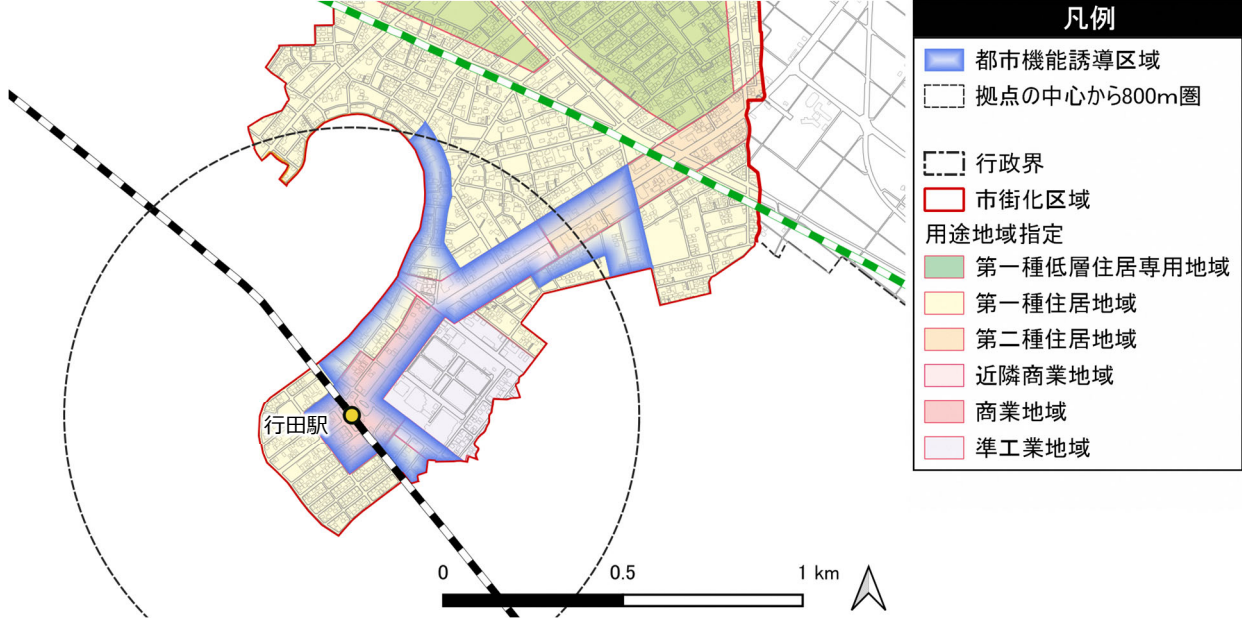 凡例
都市機能誘導区域
拠点の中心から800m圏
行政界
市街化区域
用途地域指定
第一種低層住居専用地域
第一種住居地域
第二種住居地域
近隣商業地域
商業地域
準工業地域
行田駅
0 0.5 1 km